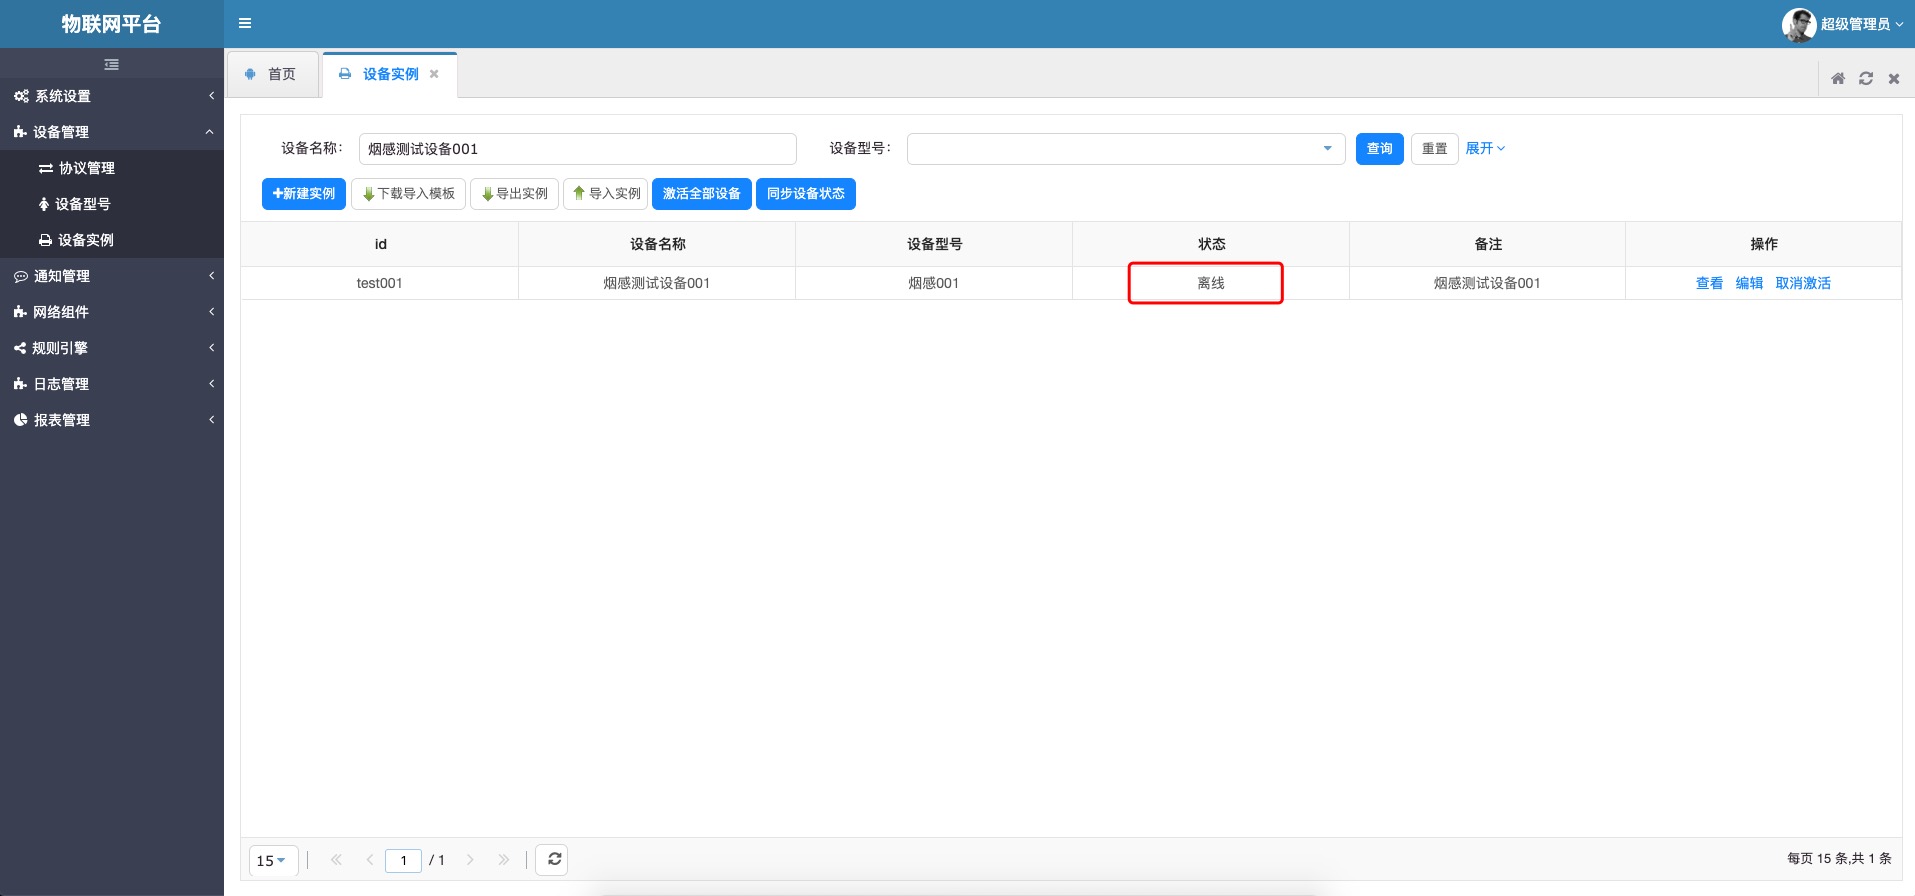 物联网平台
超级管理员
首页
设备实例
系统设置
设备管理
协议管理
设备型号
设备实例
通知管理
网络组件
规则引擎
日志管理
报表管理
设备名称: 烟感测试设备001 设备型号: 查询 重置 展开
新建实例 下载导入模板 导出实例 导入实例 激活全部设备 同步设备状态
id 设备名称 设备型号 状态 备注 操作
test001 烟感测试设备001 烟感001 离线 烟感测试设备001 查看 编辑 取消激活
15 1 / 1 每页 15 条,共 1 条